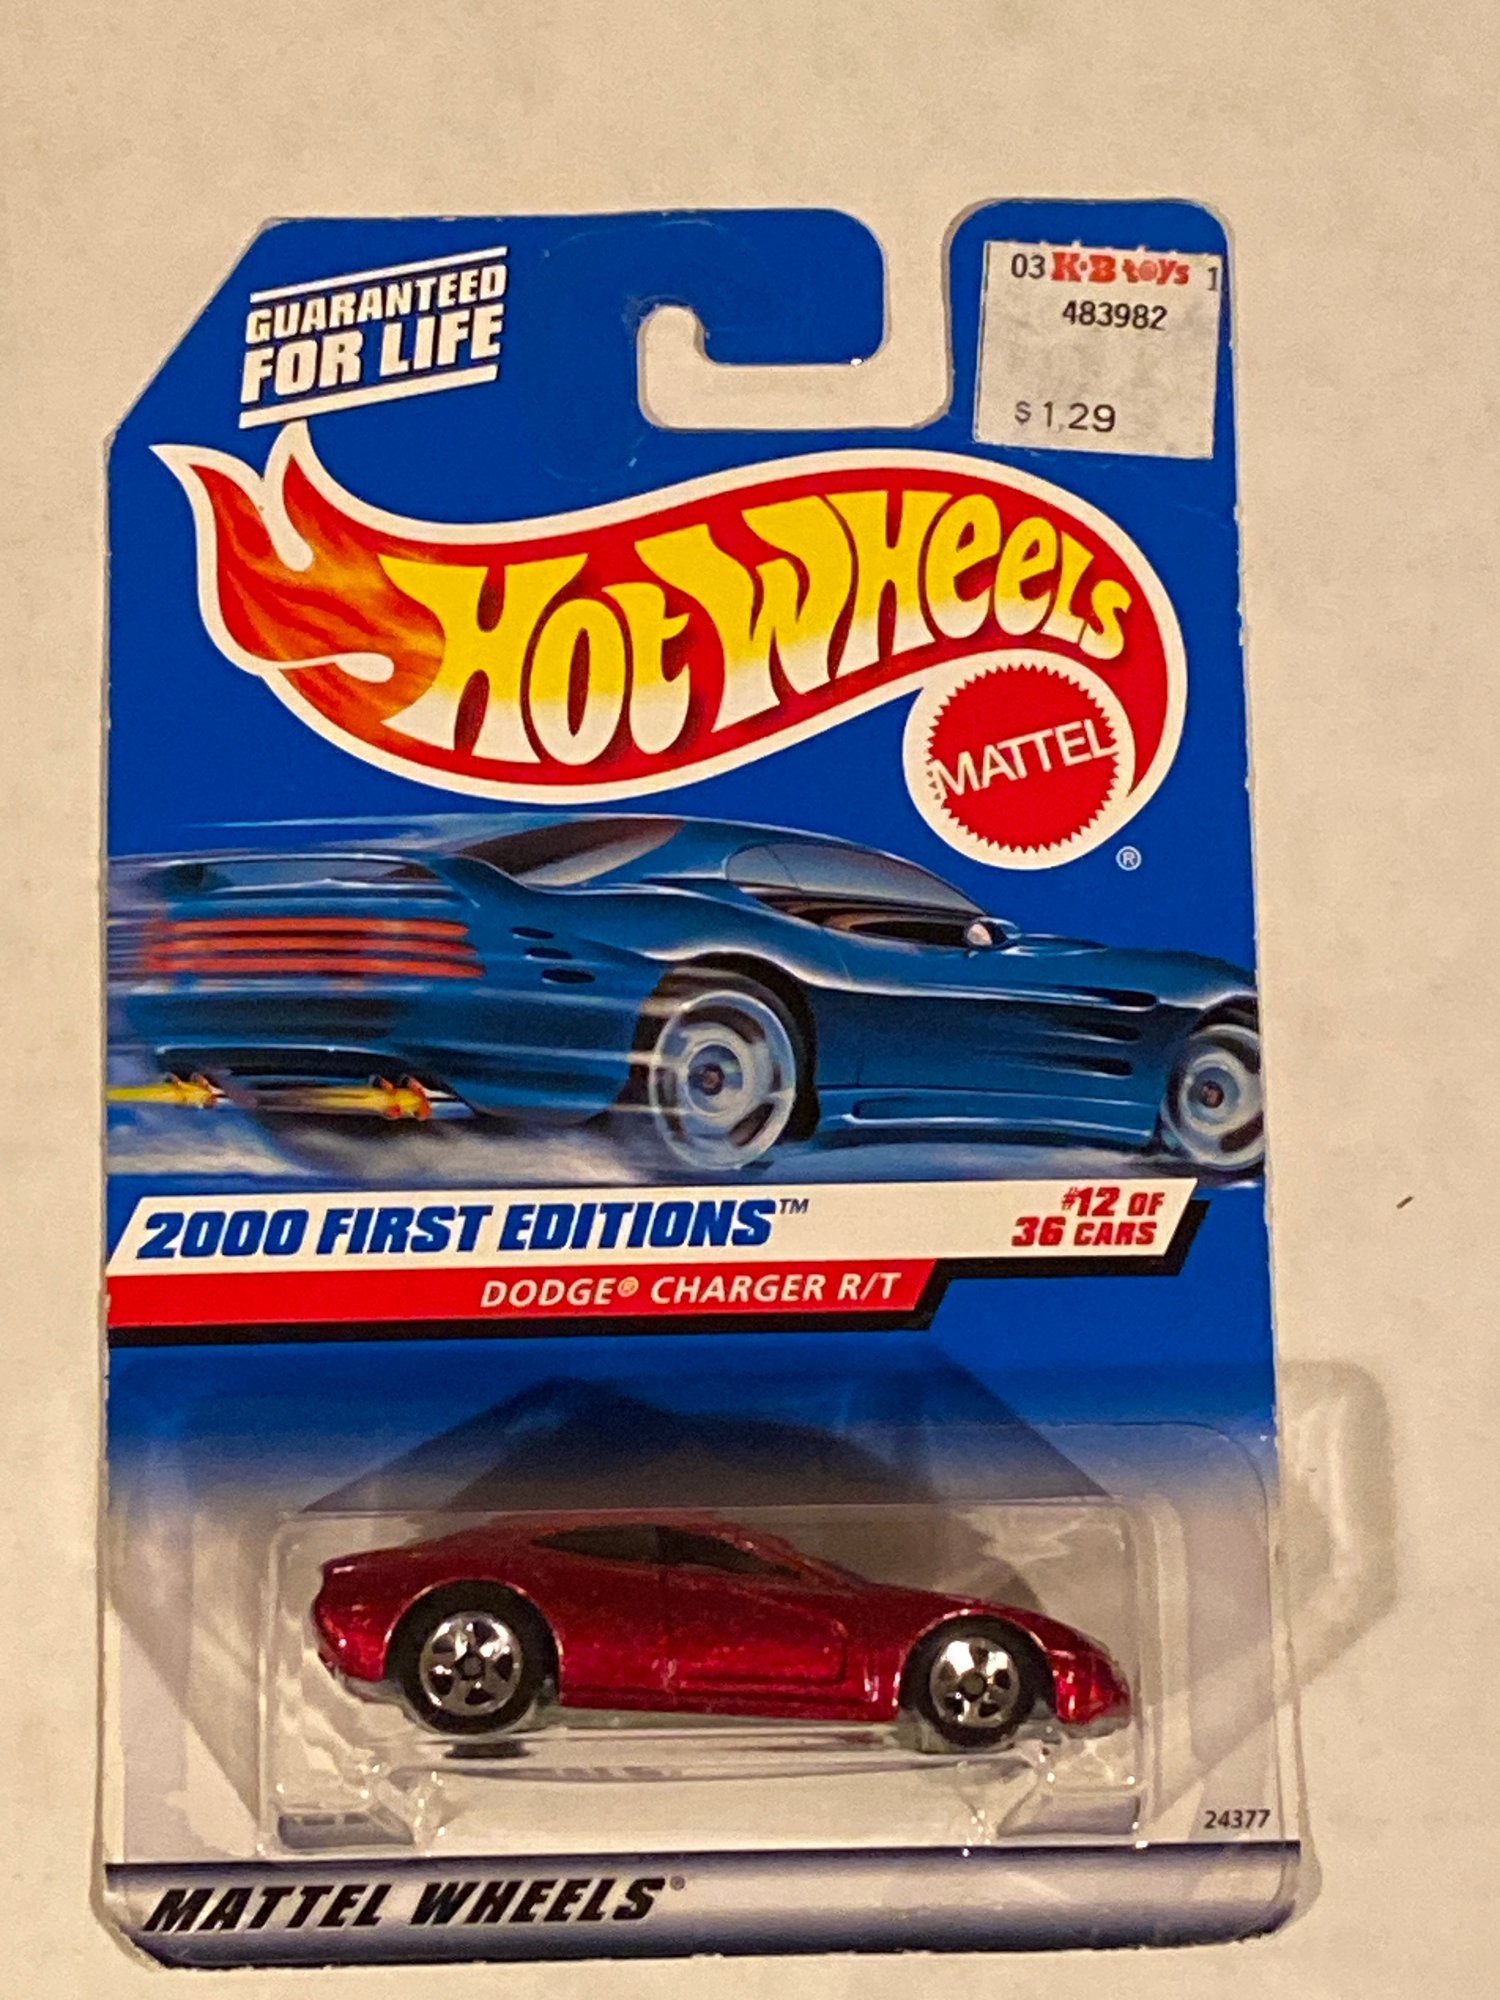 GUARANTEED
FOR LIFE
03 K•B toys 1
483982
$1.29
HOT WHEELS
MATTEL
®
2000 FIRST EDITIONS™
#12 OF
36 CARS
DODGE® CHARGER R/T
24377
MATTEL WHEELS®